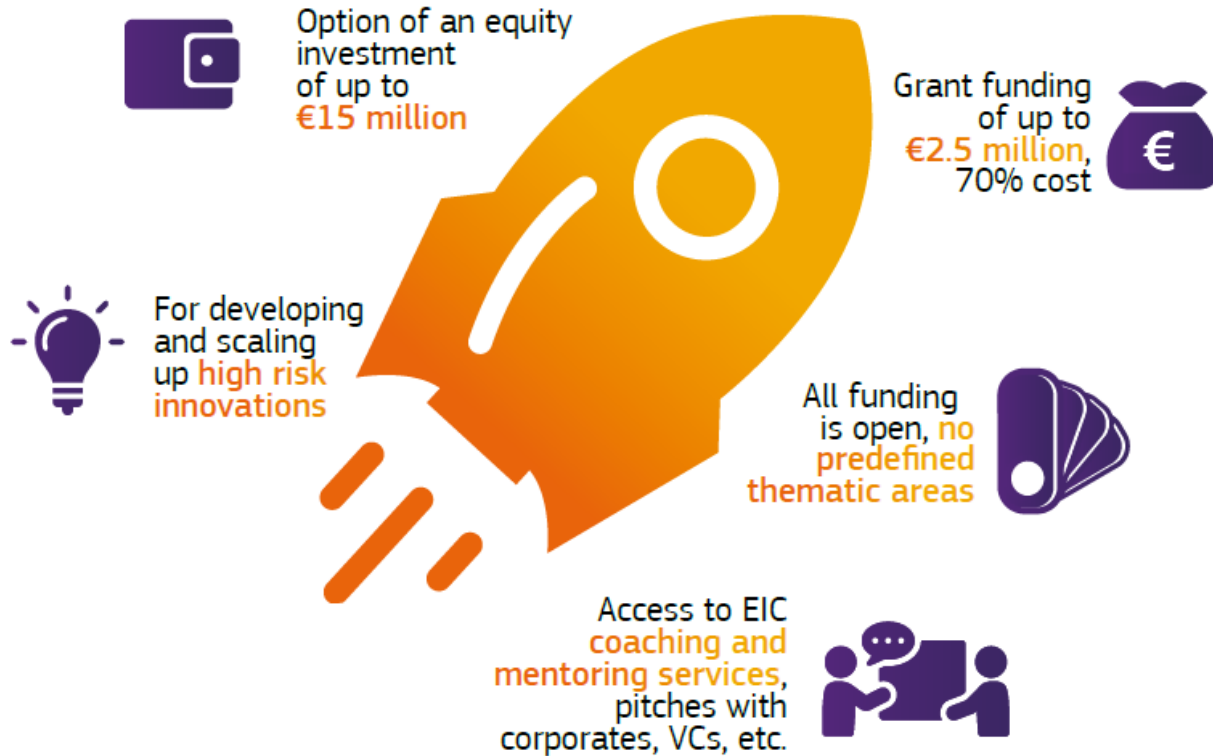 Option of an equity
investment
of up to
€15 million
Grant funding
of up to
€2.5 million,
70% cost
€
For developing
and scaling
up high risk
innovations
All funding
is open, no
predefined
thematic areas
Access to EIC
coaching and
mentoring services,
pitches with
corporates, VCs, etc.